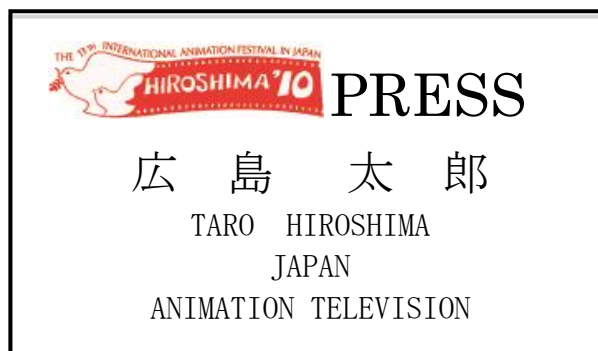 THE 13th INTERNATIONAL ANIMATION FESTIVAL IN JAPAN
HIROSHIMA'10
PRESS
広島 太郎
TARO HIROSHIMA
JAPAN
ANIMATION TELEVISION